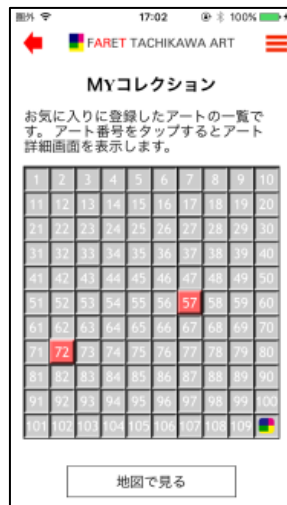 圏外 17:02 100%
FARET TACHIKAWA ART
MYコレクション
お気に入りに登録したアートの一覧で
す。 アート番号をタップするとアート
詳細画面を表示します。
1 2 3 4 5 6 7 8 9 10
11 12 13 14 15 16 17 18 19 20
21 22 23 24 25 26 27 28 29 30
31 32 33 34 35 36 37 38 39 40
41 42 43 44 45 46 47 48 49 50
51 52 53 54 55 56 57 58 59 60
61 62 63 64 65 66 67 68 69 70
71 72 73 74 75 76 77 78 79 80
81 82 83 84 85 86 87 88 89 90
91 92 93 94 95 96 97 98 99 100
101 102 103 104 105 106 107 108 109
地図で見る